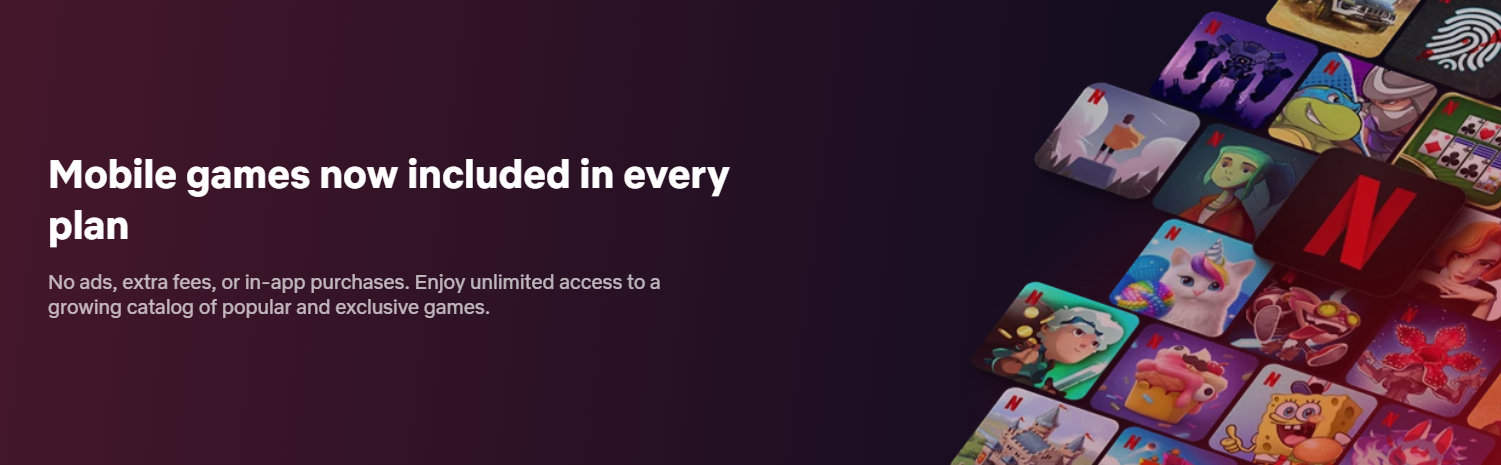 Mobile games now included in every
plan
No ads, extra fees, or in-app purchases. Enjoy unlimited access to a
growing catalog of popular and exclusive games.